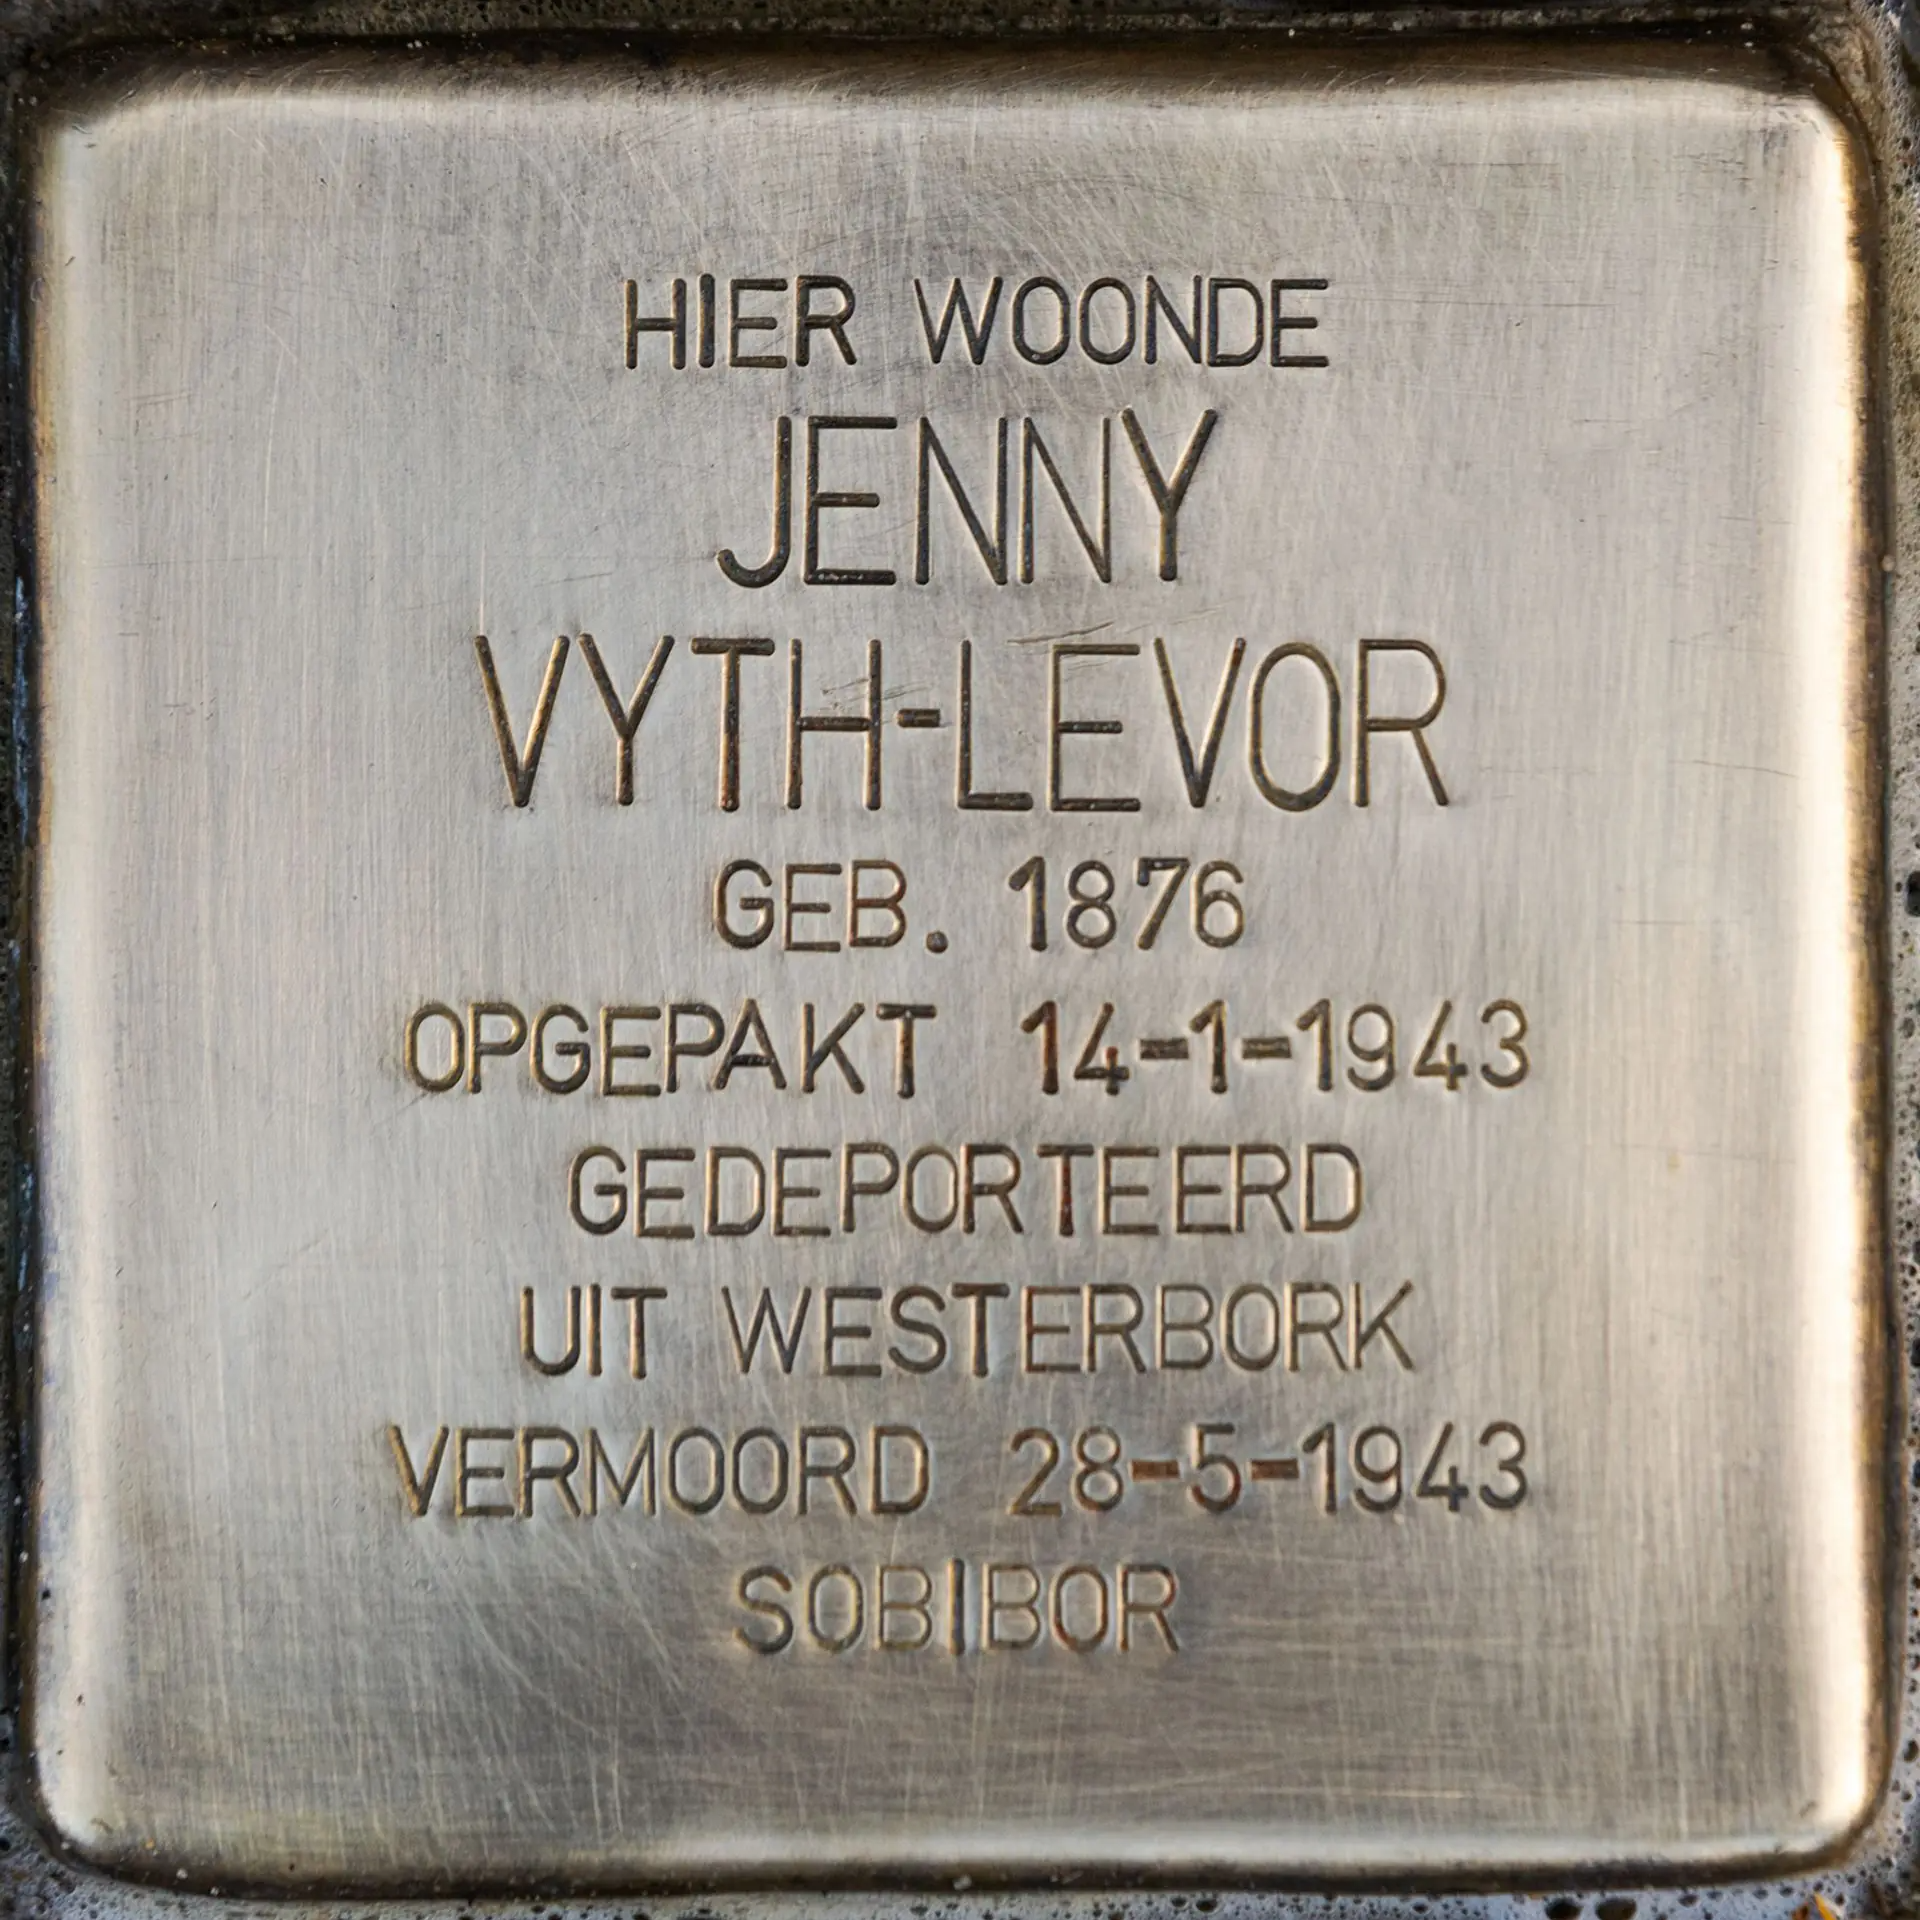 HIER WOONDE
JENNY
VYTH-LEVOR
GEB. 1876
OPGEPAKT 14-1-1943
GEDEPORTEERD
UIT WESTERBORK
VERMOORD 28-5-1943
SOBIBOR